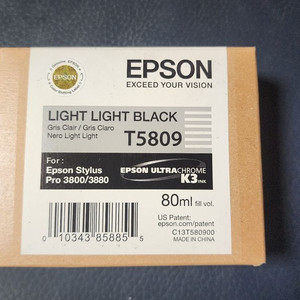 EPSON
EPSON
EXCEED YOUR VISION
LIGHT LIGHT BLACK
Gris Clair / Gris Claro
Nero Light Light
T5809
For :
Epson Stylus
Pro 3800/3880
EPSON ULTRACHROME
K3 INK
80ml fill vol.
US Patent:
epson.com/patent
C13T580900
MADE IN CHINA
0 10343 85885 5